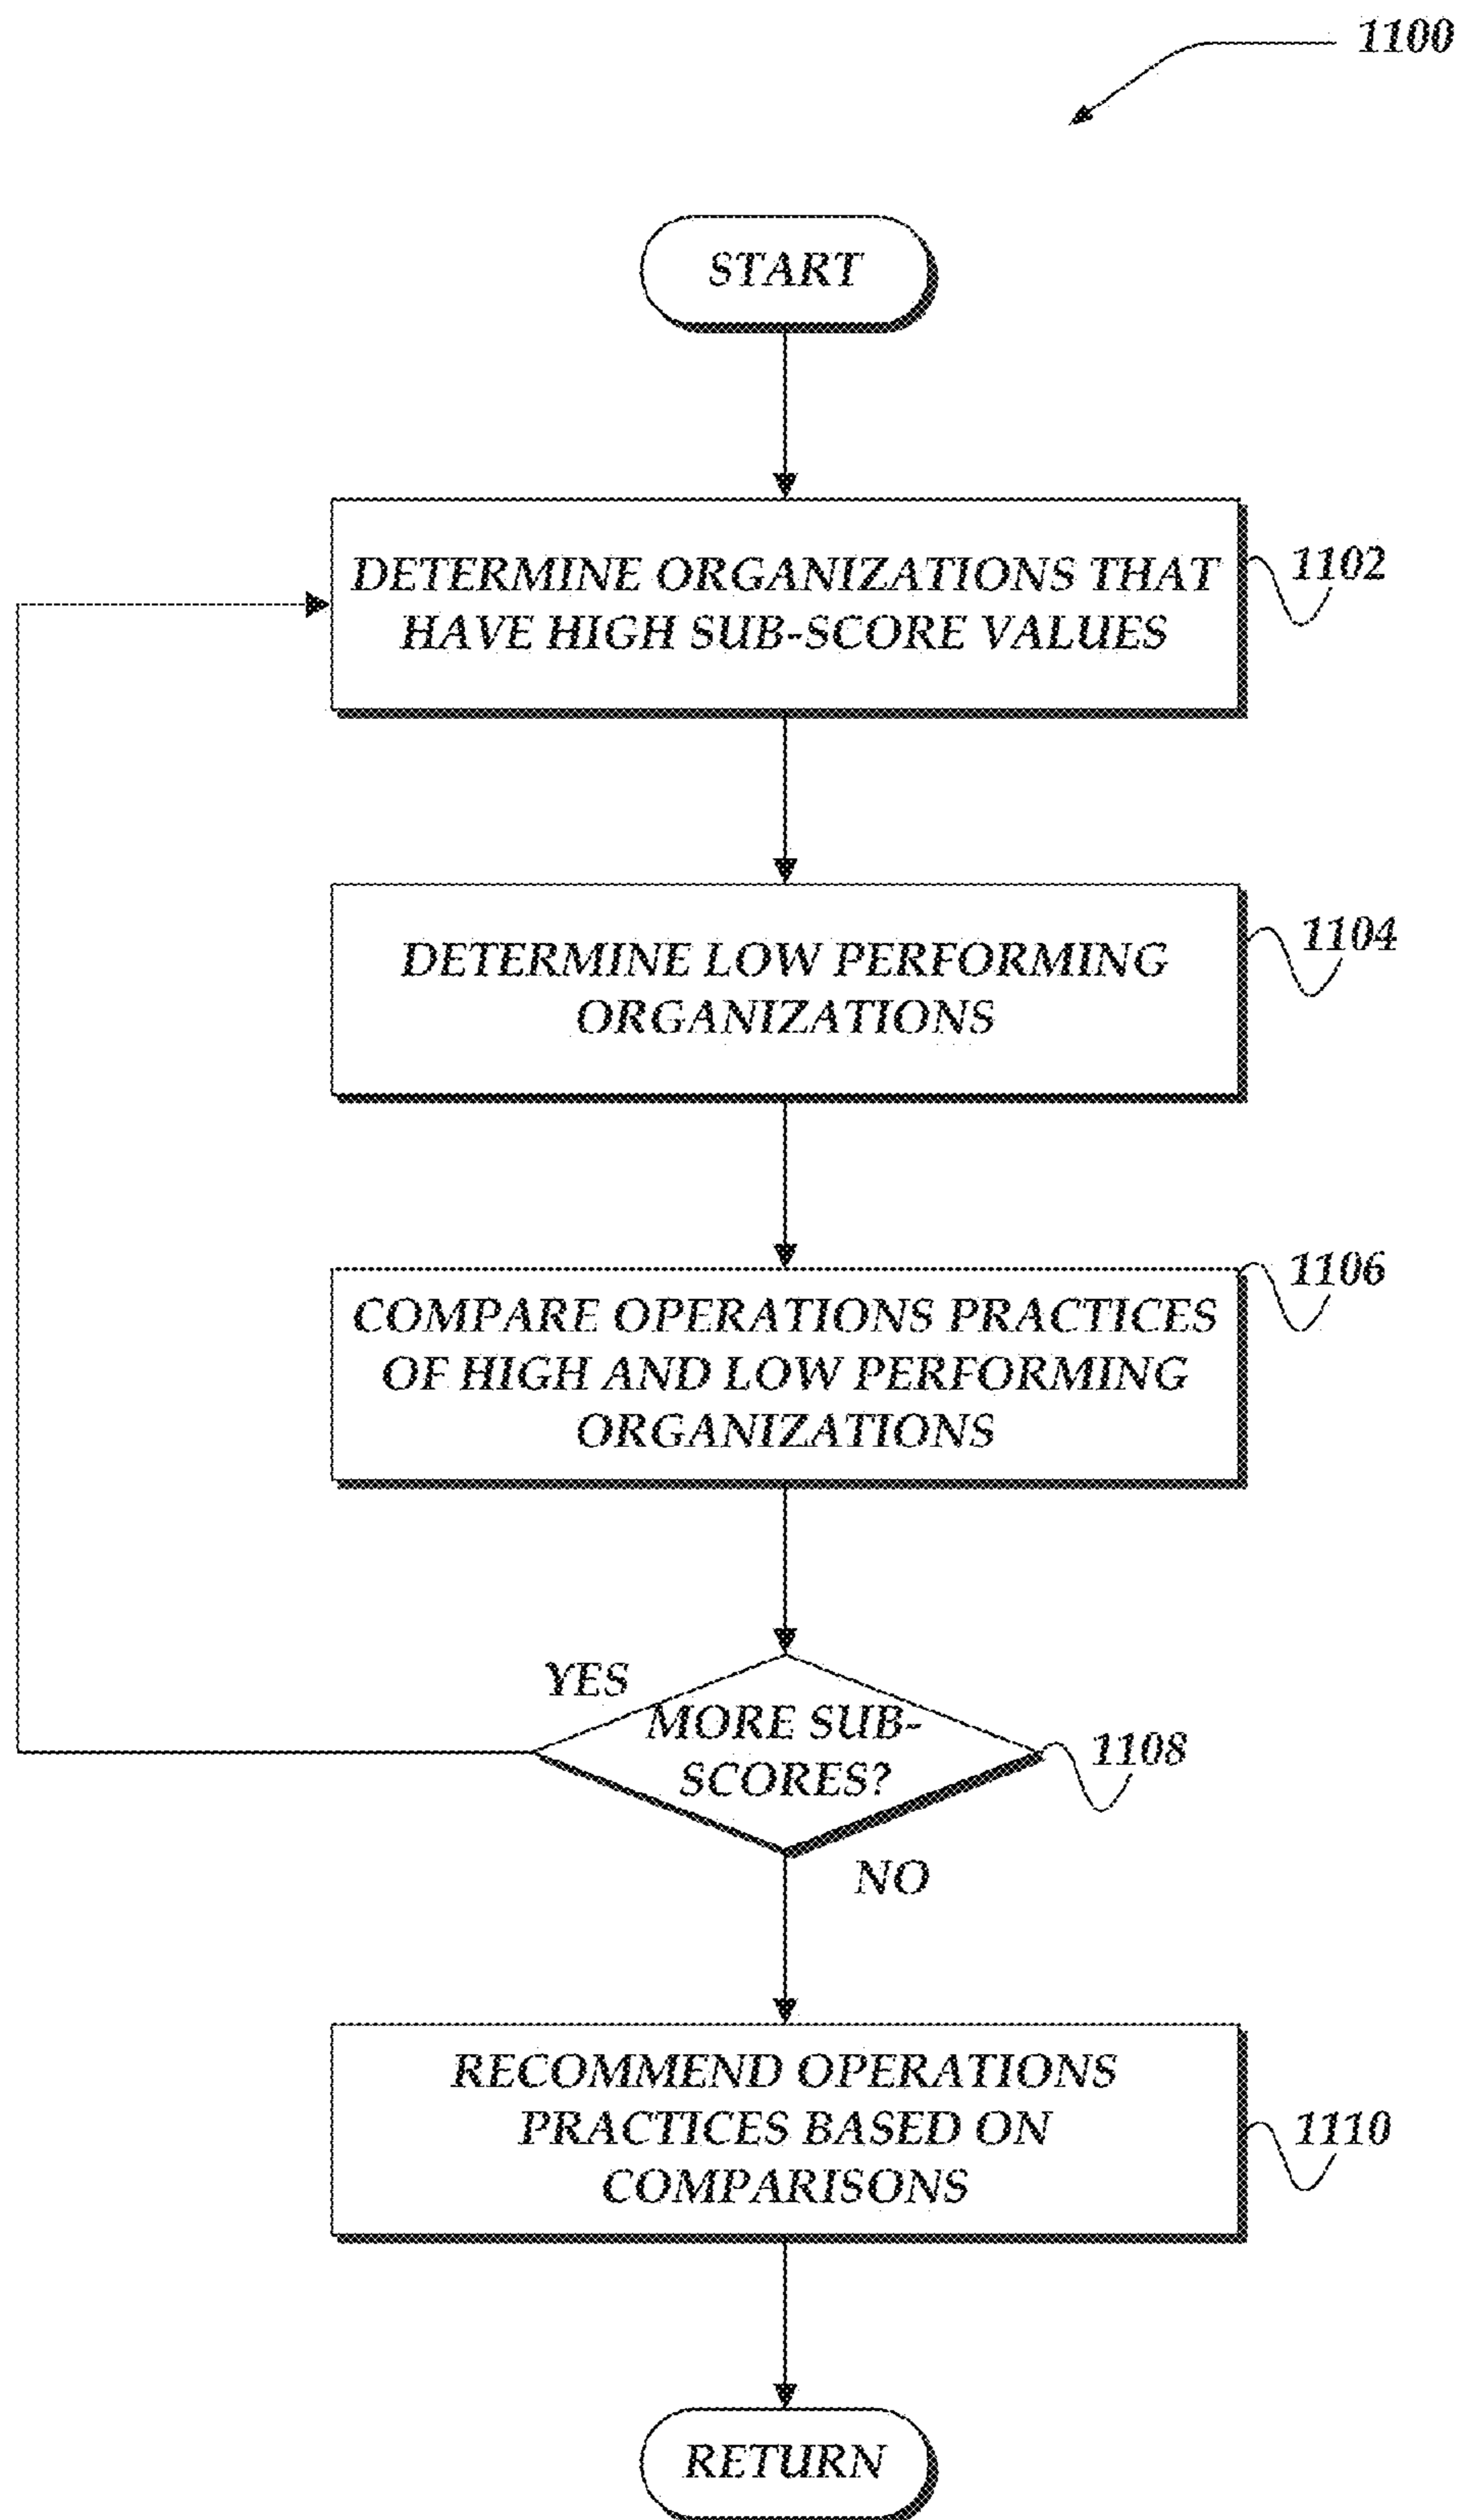 1100
START
DETERMINE ORGANIZATIONS THAT
HAVE HIGH SUB-SCORE VALUES
1102
DETERMINE LOW PERFORMING
ORGANIZATIONS
1104
COMPARE OPERATIONS PRACTICES
OF HIGH AND LOW PERFORMING
ORGANIZATIONS
1106
YES
MORE SUB-
SCORES?
1108
NO
RECOMMEND OPERATIONS
PRACTICES BASED ON
COMPARISONS
1110
RETURN